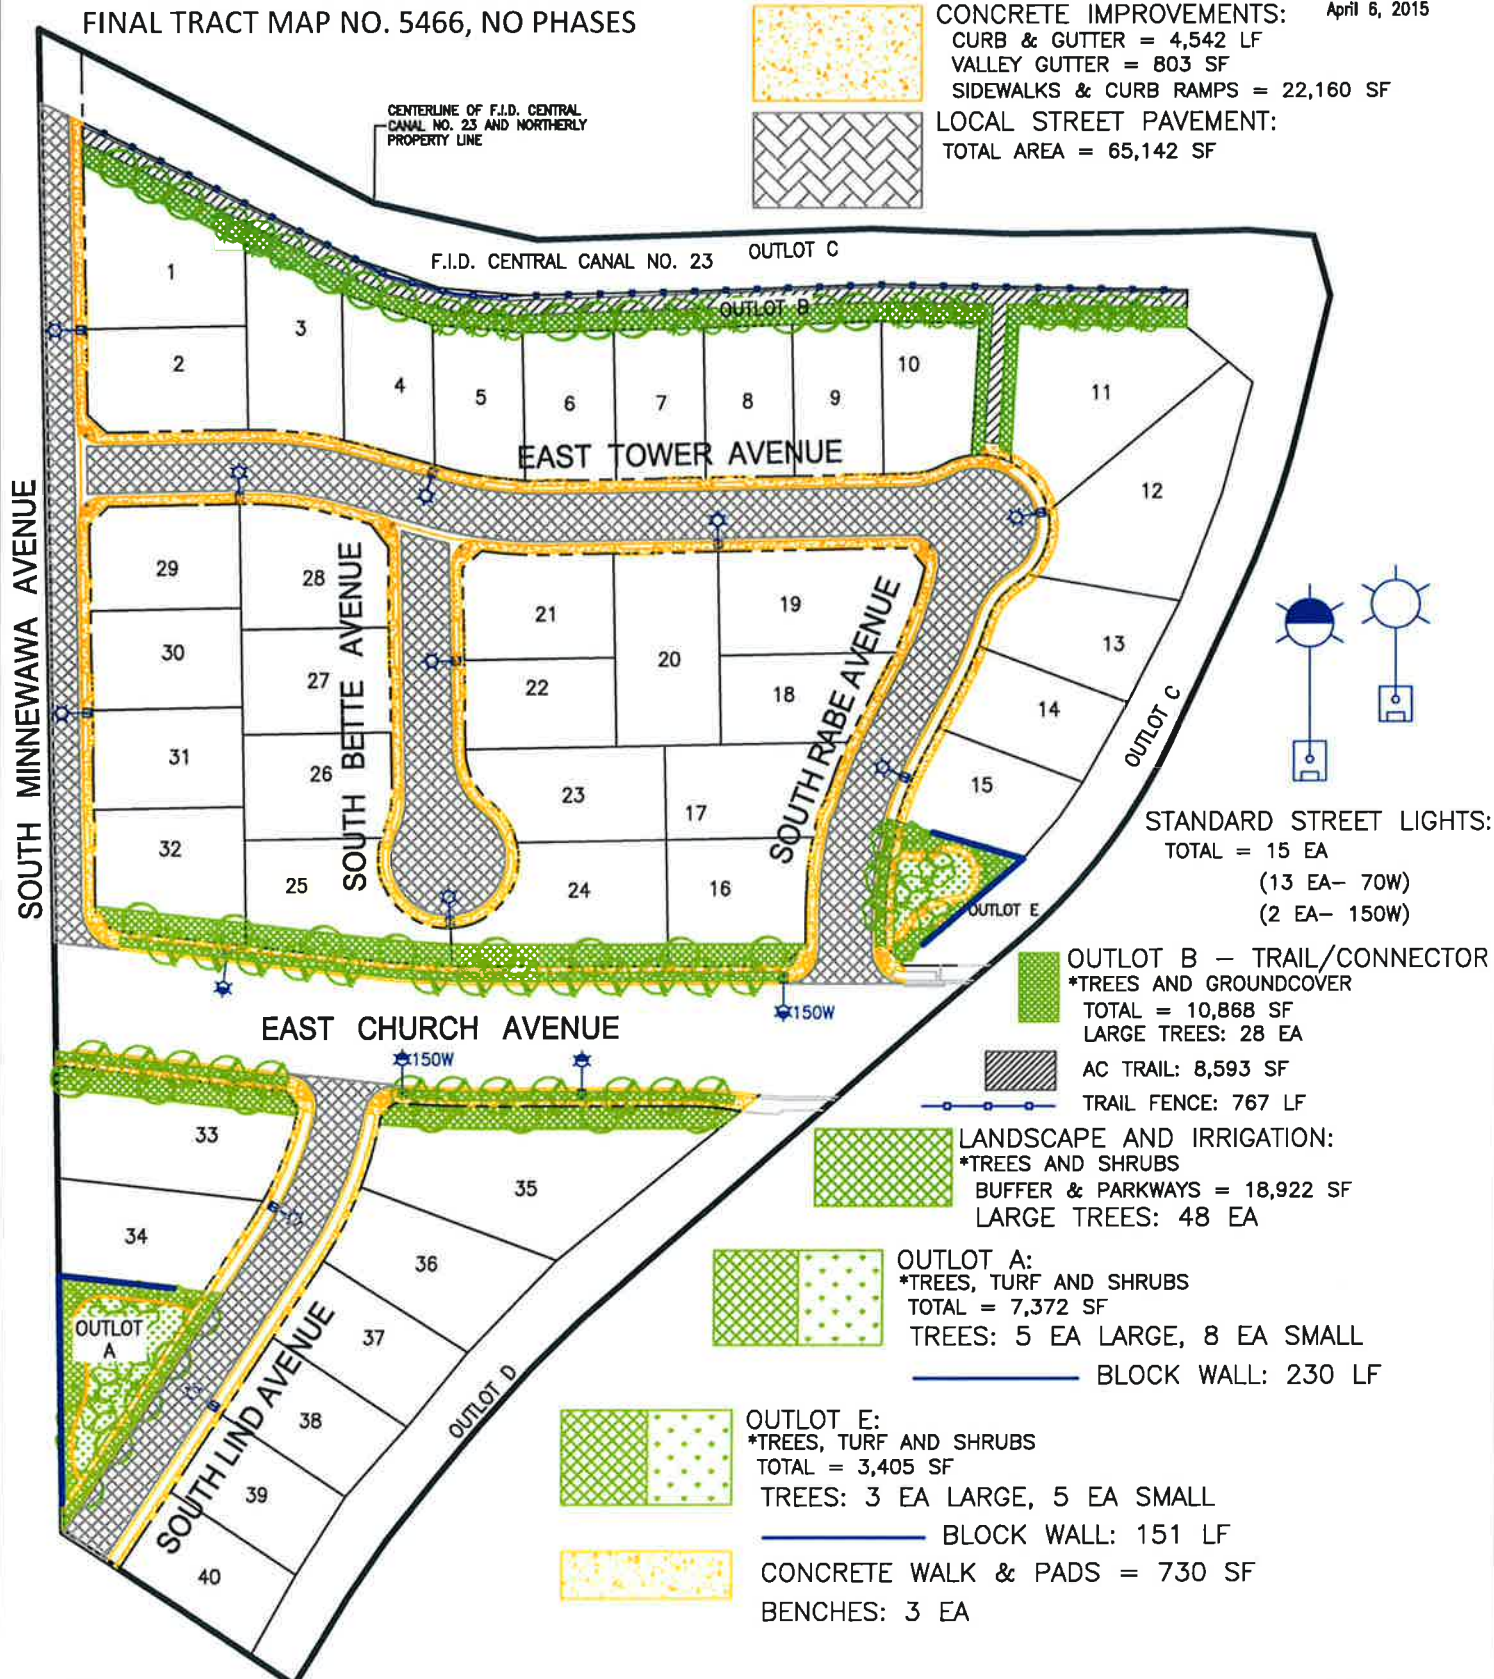 FINAL TRACT MAP NO. 5466, NO PHASES
April 6, 2015
CONCRETE IMPROVEMENTS:
CURB & GUTTER = 4,542 LF
VALLEY GUTTER = 803 SF
SIDEWALKS & CURB RAMPS = 22,160 SF
LOCAL STREET PAVEMENT:
TOTAL AREA = 65,142 SF
CENTERLINE OF F.I.D. CENTRAL
CANAL NO. 23 AND NORTHERLY
PROPERTY LINE
F.I.D. CENTRAL CANAL NO. 23
OUTLOT C
OUTLOT B
1
2
3
4
5
6
7
8
9
10
11
12
EAST TOWER AVENUE
SOUTH MINNEWAWA AVENUE
29
28
30
27
31
26
32
25
SOUTH BETTE AVENUE
21
22
20
19
18
23
17
24
16
SOUTH RABE AVENUE
13
14
15
OUTLOT C
OUTLOT E
STANDARD STREET LIGHTS:
TOTAL = 15 EA
(13 EA- 70W)
(2 EA- 150W)
150W
EAST CHURCH AVENUE
150W
OUTLOT B - TRAIL/CONNECTOR
*TREES AND GROUNDCOVER
TOTAL = 10,868 SF
LARGE TREES: 28 EA
AC TRAIL: 8,593 SF
TRAIL FENCE: 767 LF
LANDSCAPE AND IRRIGATION:
*TREES AND SHRUBS
BUFFER & PARKWAYS = 18,922 SF
LARGE TREES: 48 EA
33
34
35
36
37
38
39
40
OUTLOT
A
SOUTH LIND AVENUE
OUTLOT D
OUTLOT A:
*TREES, TURF AND SHRUBS
TOTAL = 7,372 SF
TREES: 5 EA LARGE, 8 EA SMALL
BLOCK WALL: 230 LF
OUTLOT E:
*TREES, TURF AND SHRUBS
TOTAL = 3,405 SF
TREES: 3 EA LARGE, 5 EA SMALL
BLOCK WALL: 151 LF
CONCRETE WALK & PADS = 730 SF
BENCHES: 3 EA